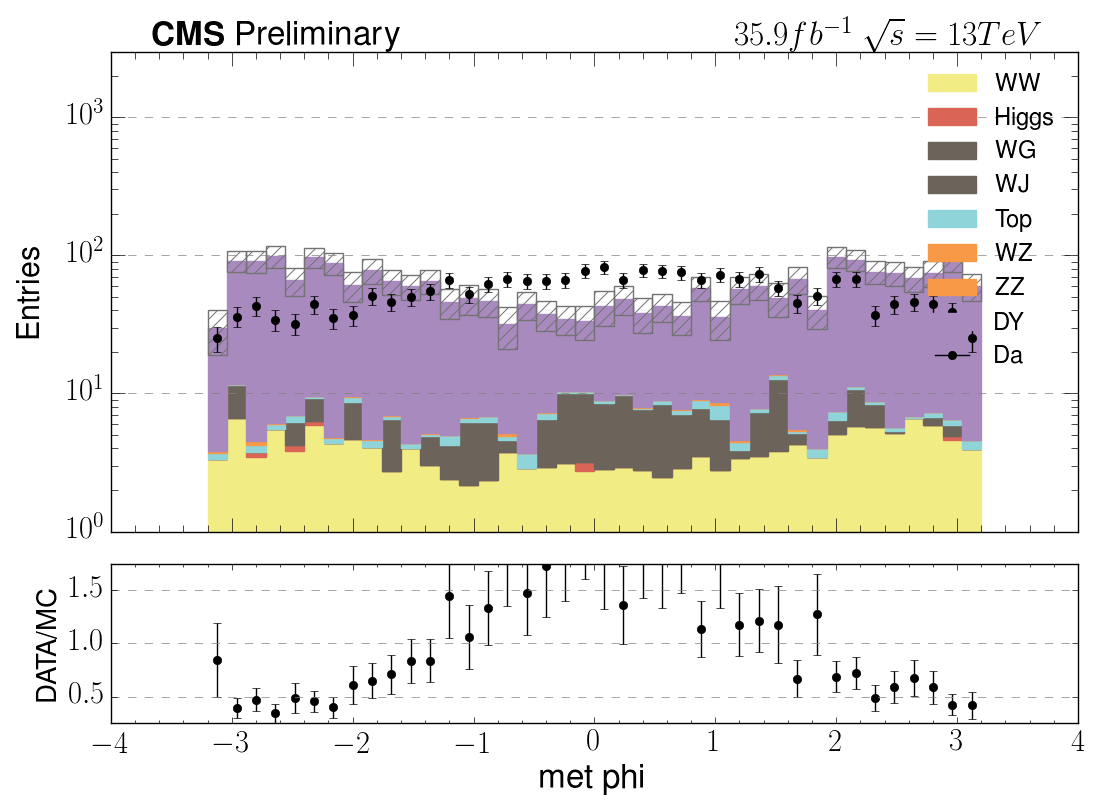 CMS Preliminary 35.9fb⁻¹ √s = 13TeV
Entries
10³
10²
10¹
10⁰
WW
Higgs
WG
WJ
Top
WZ
ZZ
DY
Da
DATA/MC
1.5
1.0
0.5
−4 −3 −2 −1 0 1 2 3 4
met phi